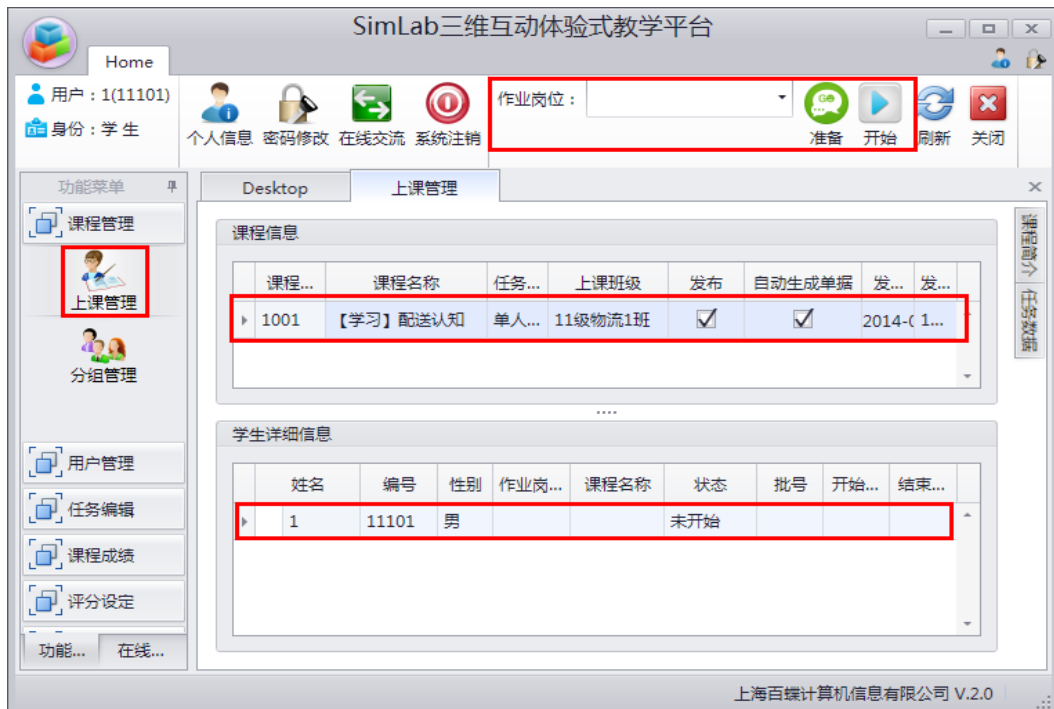 SimLab三维互动体验式教学平台
Home
用户：1(11101)
身份：学 生
个人信息 密码修改 在线交流 系统注销
作业岗位：
准备 开始 刷新 关闭
功能菜单
Desktop 上课管理
课程管理
上课管理
分组管理
用户管理
任务编辑
课程成绩
评分设定
功能... 在线...
课程信息
课程... 课程名称 任务... 上课班级 发布 自动生成单据 发... 发...
1001 【学习】配送认知 单人... 11级物流1班 2014-( 1...
学生详细信息
姓名 编号 性别 作业岗... 课程名称 状态 批号 开始... 结束...
1 11101 男 未开始
课程简介
任务数据
上海百蝶计算机信息有限公司 V.2.0